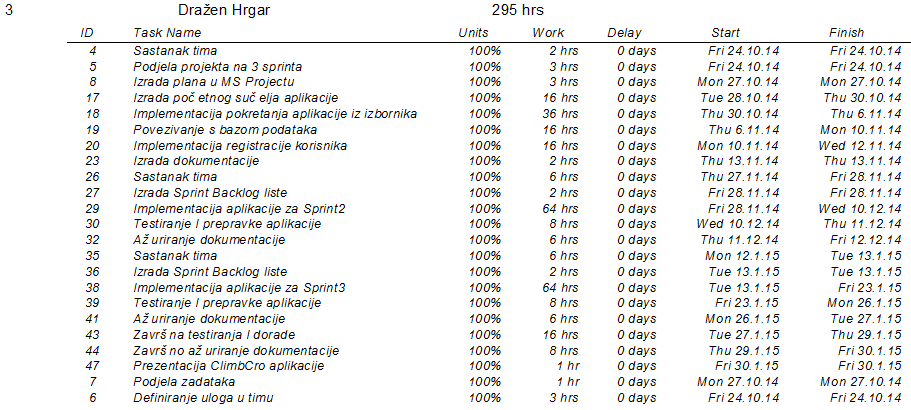 3 Dražen Hrgar 295 hrs
ID Task Name Units Work Delay Start Finish
4 Sastanak tima 100% 2 hrs 0 days Fri 24.10.14 Fri 24.10.14
5 Podjela projekta na 3 sprinta 100% 3 hrs 0 days Fri 24.10.14 Fri 24.10.14
8 Izrada plana u MS Projectu 100% 3 hrs 0 days Mon 27.10.14 Mon 27.10.14
17 Izrada početnog sučelja aplikacije 100% 16 hrs 0 days Tue 28.10.14 Thu 30.10.14
18 Implementacija pokretanja aplikacije iz izbornika 100% 36 hrs 0 days Thu 30.10.14 Thu 6.11.14
19 Povezivanje s bazom podataka 100% 16 hrs 0 days Thu 6.11.14 Mon 10.11.14
20 Implementacija registracije korisnika 100% 16 hrs 0 days Mon 10.11.14 Wed 12.11.14
23 Izrada dokumentacije 100% 2 hrs 0 days Thu 13.11.14 Thu 13.11.14
26 Sastanak tima 100% 6 hrs 0 days Thu 27.11.14 Fri 28.11.14
27 Izrada Sprint Backlog liste 100% 2 hrs 0 days Fri 28.11.14 Fri 28.11.14
29 Implementacija aplikacije za Sprint2 100% 64 hrs 0 days Fri 28.11.14 Wed 10.12.14
30 Testiranje I prepravke aplikacije 100% 8 hrs 0 days Wed 10.12.14 Thu 11.12.14
32 Ažuriranje dokumentacije 100% 6 hrs 0 days Thu 11.12.14 Fri 12.12.14
35 Sastanak tima 100% 6 hrs 0 days Mon 12.1.15 Tue 13.1.15
36 Izrada Sprint Backlog liste 100% 2 hrs 0 days Tue 13.1.15 Tue 13.1.15
38 Implementacija aplikacije za Sprint3 100% 64 hrs 0 days Tue 13.1.15 Fri 23.1.15
39 Testiranje I prepravke aplikacije 100% 8 hrs 0 days Fri 23.1.15 Mon 26.1.15
41 Ažuriranje dokumentacije 100% 6 hrs 0 days Mon 26.1.15 Tue 27.1.15
43 Završna testiranja I dorade 100% 16 hrs 0 days Tue 27.1.15 Thu 29.1.15
44 Završno ažuriranje dokumentacije 100% 8 hrs 0 days Thu 29.1.15 Fri 30.1.15
47 Prezentacija ClimbCro aplikacije 100% 1 hr 0 days Fri 30.1.15 Fri 30.1.15
7 Podjela zadataka 100% 1 hr 0 days Mon 27.10.14 Mon 27.10.14
6 Definiranje uloga u timu 100% 3 hrs 0 days Fri 24.10.14 Fri 24.10.14